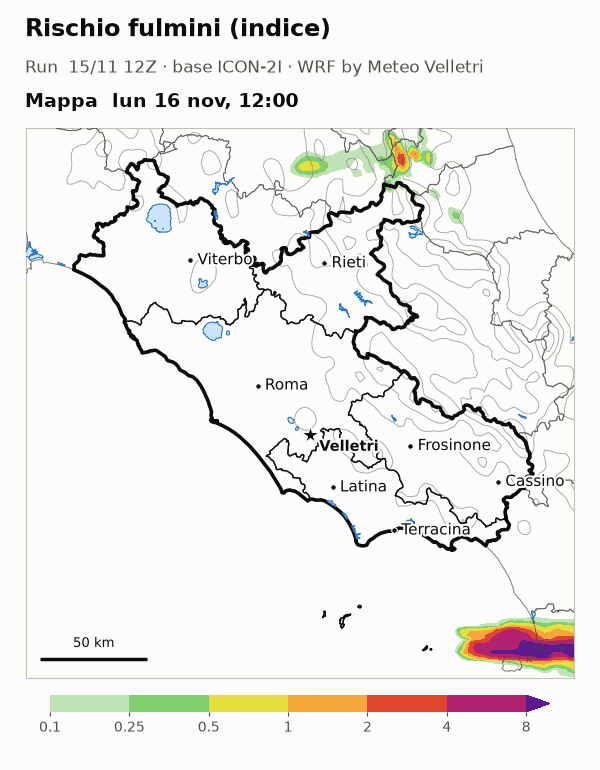 Rischio fulmini (indice)
Run  15/11 12Z · base ICON-2I · WRF by Meteo Velletri
Mappa  lun 16 nov, 12:00
Viterbo
Rieti
Roma
Velletri
Frosinone
Latina
Cassino
Terracina
50 km
0.1 0.25 0.5 1 2 4 8